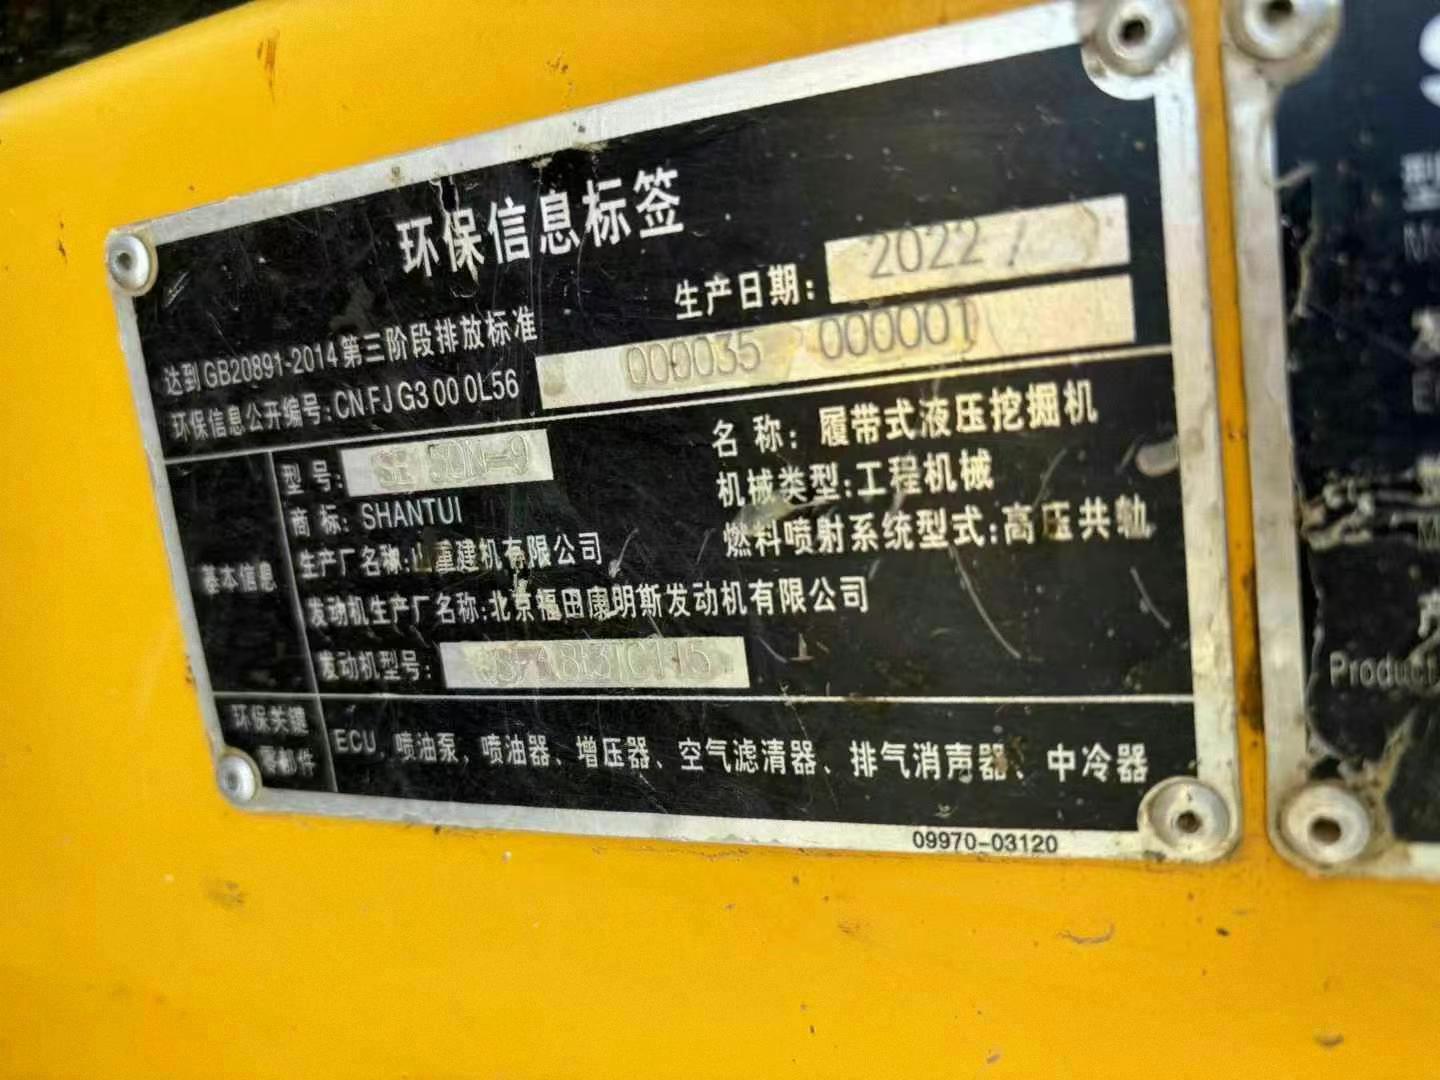 环保信息标签
生产日期: 2022 /
达到GB20891-2014第三阶段排放标准
环保信息公开编号: CN FJ G3 00 0L56 000035 000001
型号: 50N-9
名称: 履带式液压挖掘机
商标: SHANTUI
机械类型: 工程机械
生产厂名称: 山重建机有限公司
燃料喷射系统型式: 高压共轨
基本信息
发动机生产厂名称: 北京福田康明斯发动机有限公司
发动机型号:
环保关键零部件
ECU、喷油泵、喷油器、增压器、空气滤清器、排气消声器、中冷器
09970-03120
型
Product